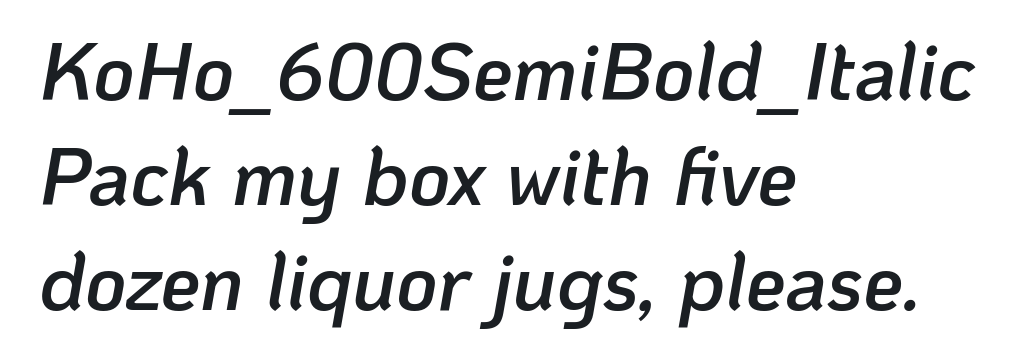 KoHo_600SemiBold_Italic
Pack my box with five
dozen liquor jugs, please.